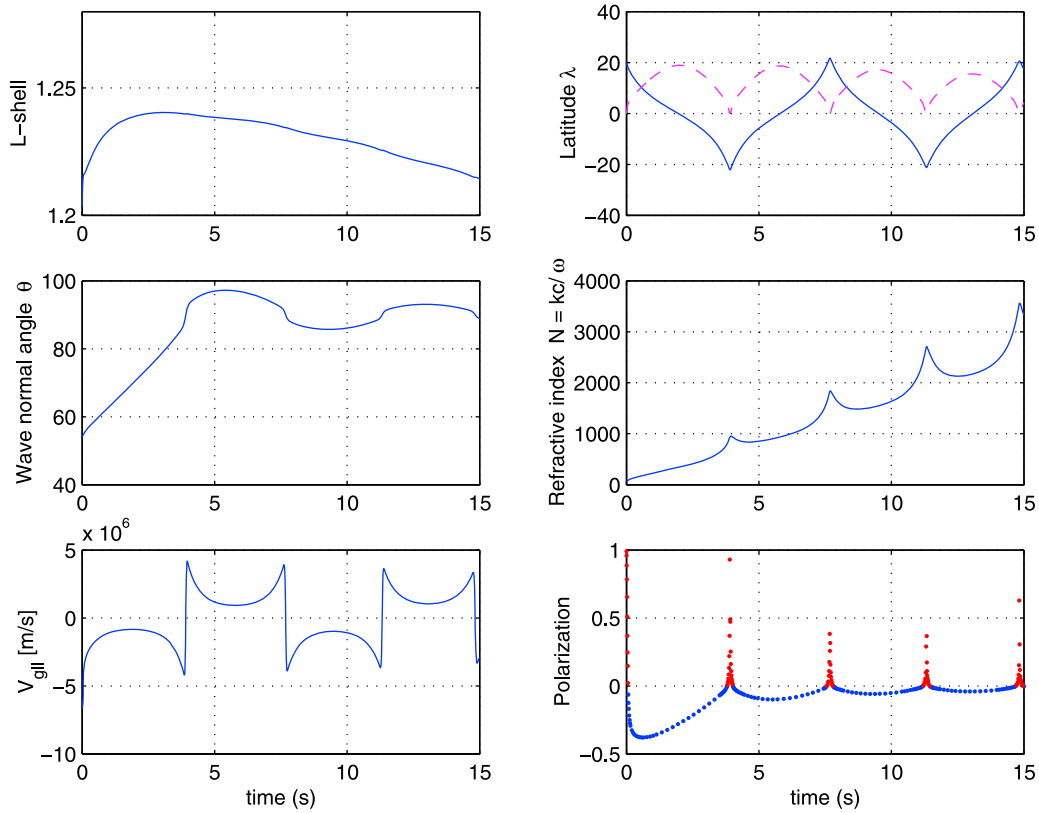 L−shell
1.25
1.2
0 5 10 15
Latitude λ
40
20
0
−20
−40
0 5 10 15
Wave normal angle θ
100
80
60
40
0 5 10 15
Refractive index N = kc/ ω
4000
3000
2000
1000
0
0 5 10 15
x 10^6
V_g|| [m/s]
5
0
−5
−10
0 5 10 15
time (s)
Polarization
1
0.5
0
−0.5
0 5 10 15
time (s)